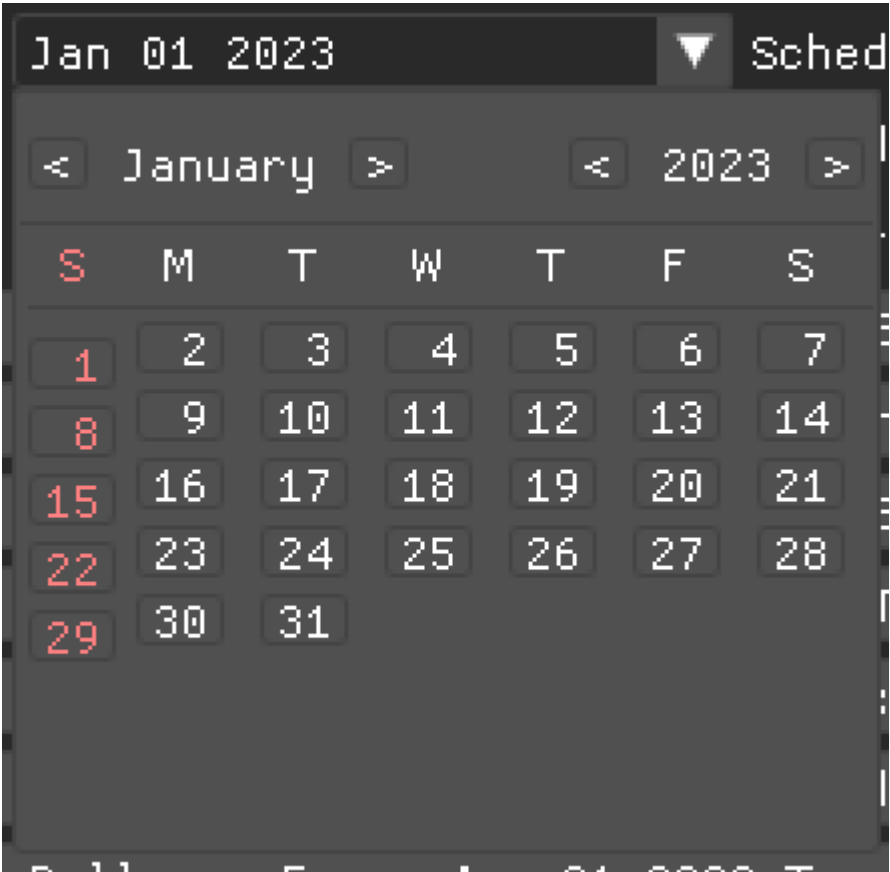 Jan 01 2023 ▼ Sched
< January > < 2023 >
S M T W T F S
1 2 3 4 5 6 7
8 9 10 11 12 13 14
15 16 17 18 19 20 21
22 23 24 25 26 27 28
29 30 31